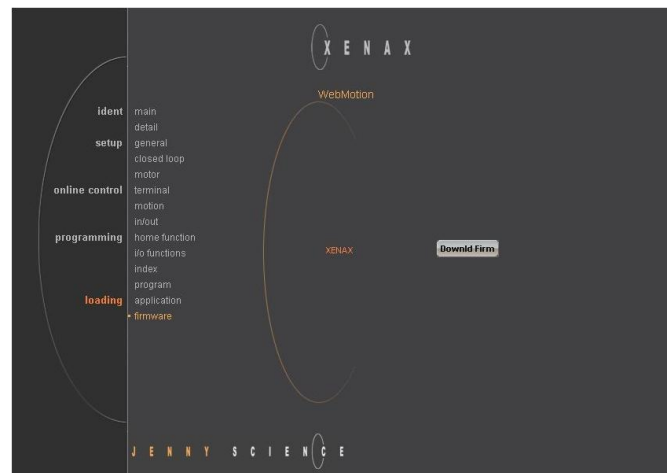 XENAX
WebMotion
ident main
detail
setup general
closed loop
motor
online control terminal
motion
in/out
programming home function
i/o functions
index
program
loading application
firmware
XENAX
Downld Firm
JENNY SCIENCE